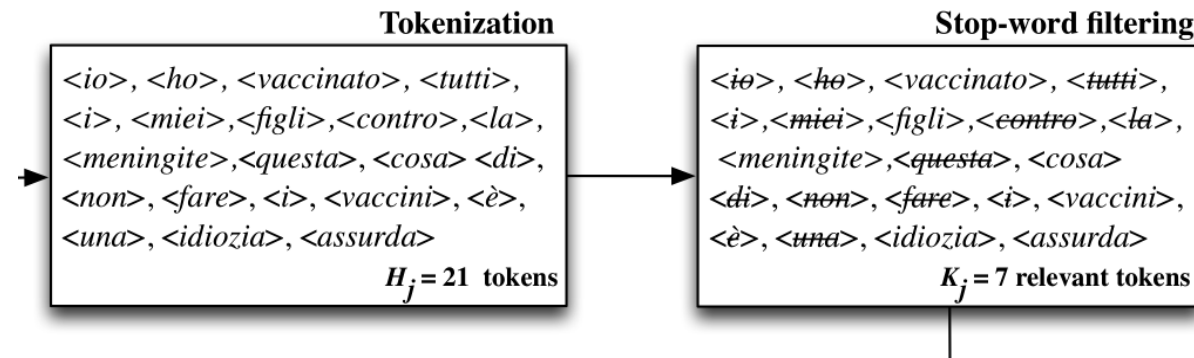 Tokenization
<io>, <ho>, <vaccinato>, <tutti>,
<i>, <miei>,<figli>,<contro>,<la>,
<meningite>,<questa>, <cosa> <di>,
<non>, <fare>, <i>, <vaccini>, <è>,
<una>, <idiozia>, <assurda>
Hj = 21 tokens
Stop-word filtering
<io>, <ho>, <vaccinato>, <tutti>,
<i>,<miei>,<figli>,<contro>,<la>,
<meningite>,<questa>, <cosa>
<di>, <non>, <fare>, <i>, <vaccini>,
<è>, <una>, <idiozia>, <assurda>
Kj = 7 relevant tokens